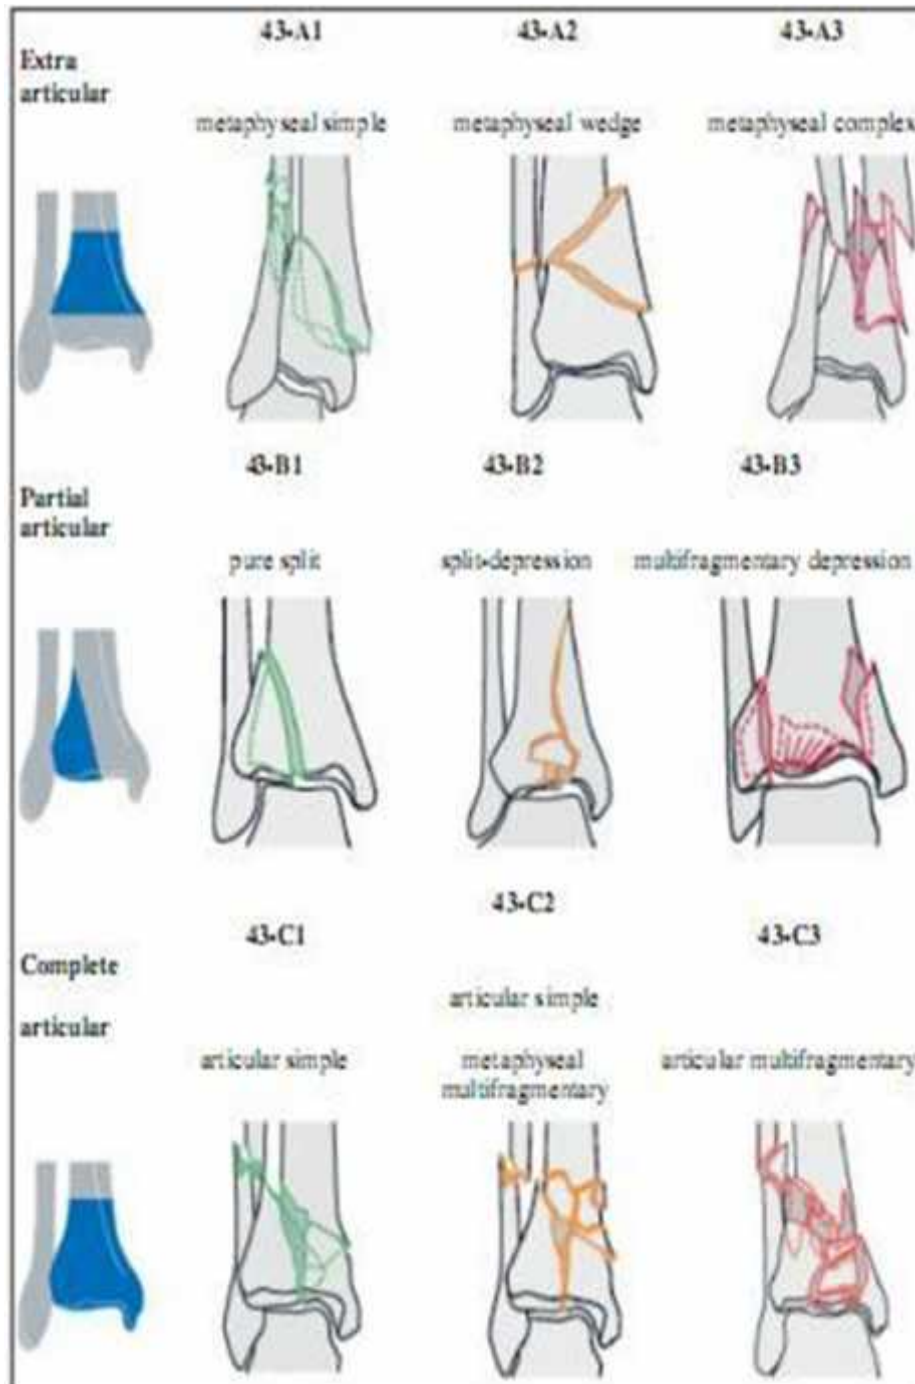 43-A1
43-A2
43-A3
Extra
articular
metaphyseal simple
metaphyseal wedge
metaphyseal complex
43-B1
43-B2
43-B3
Partial
articular
pure split
split-depression
multifragmentary depression
43-C1
43-C2
43-C3
Complete
articular
articular simple
articular simple
metaphyseal
multifragmentary
articular multifragmentary